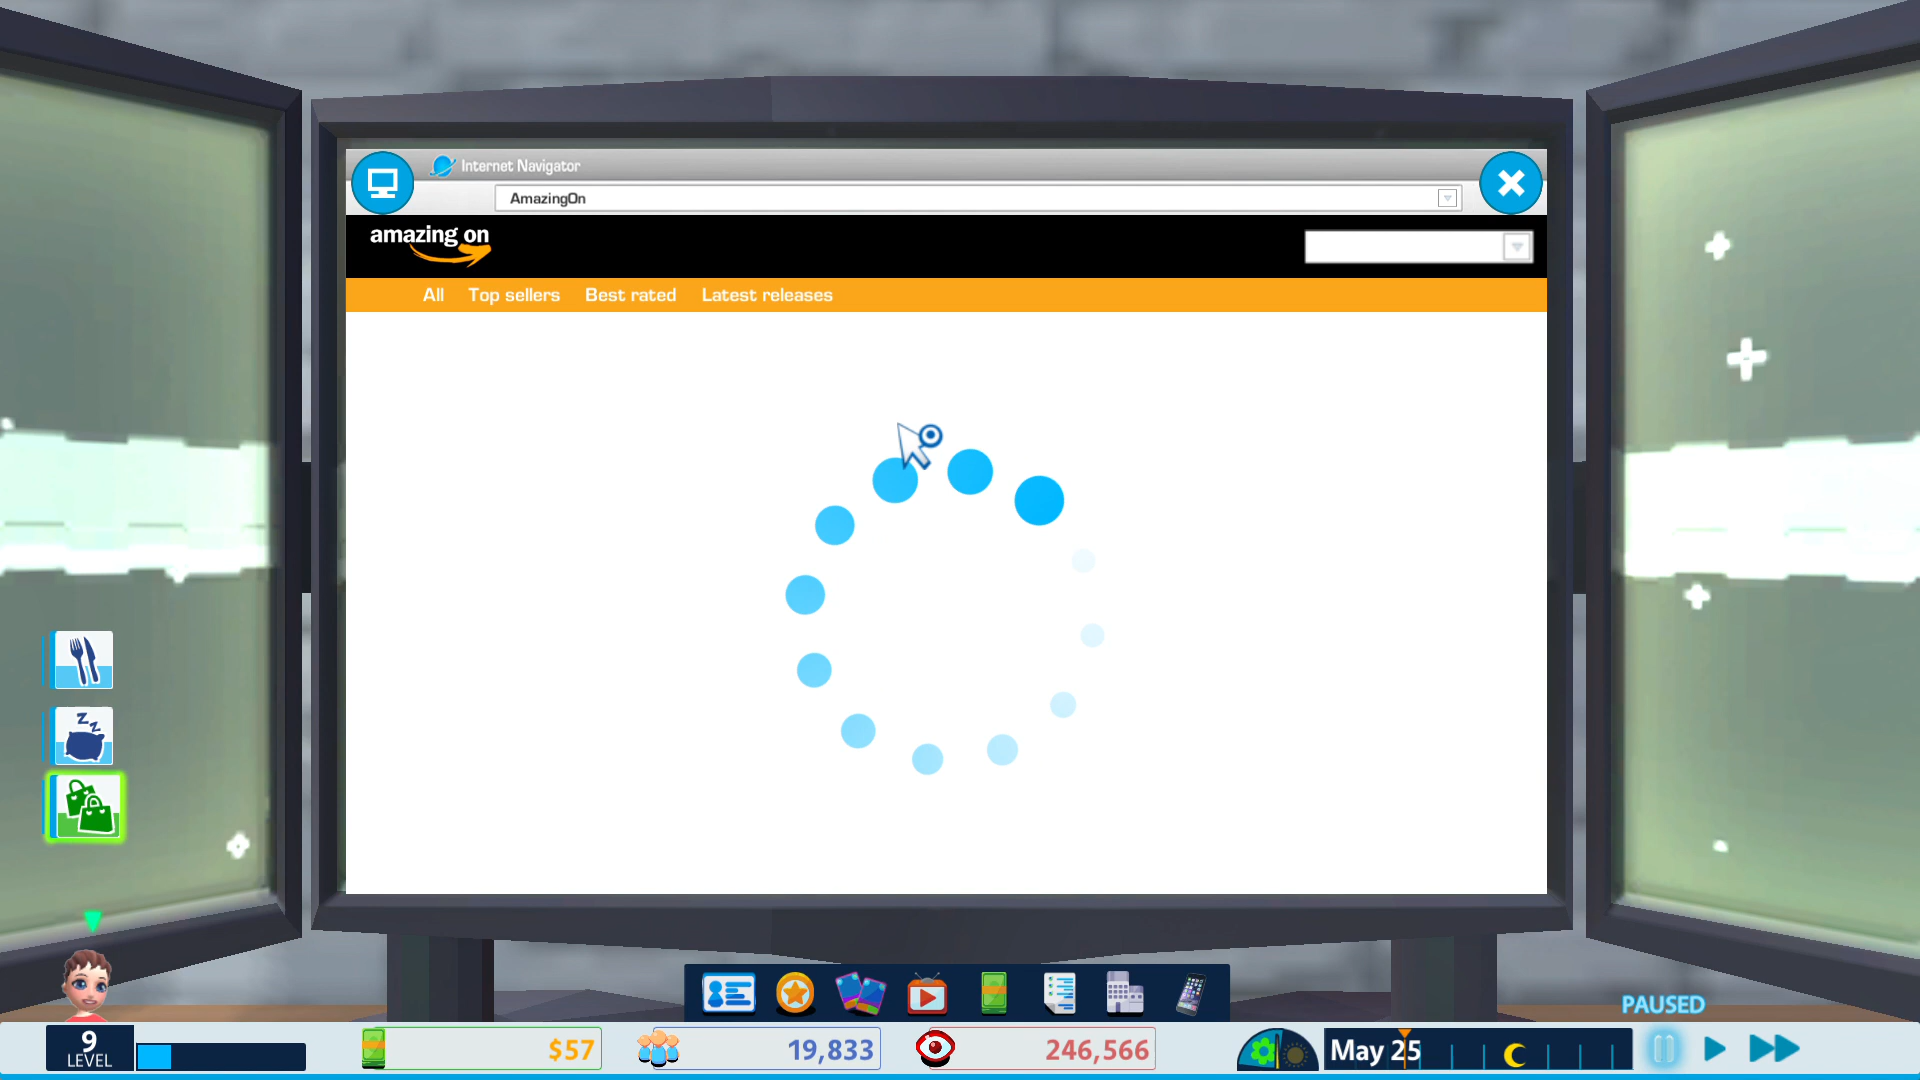 Internet Navigator
AmazingOn
amazing on
All Top sellers Best rated Latest releases
z z
PAUSED
9
LEVEL
$57
19,833
246,566
May 25